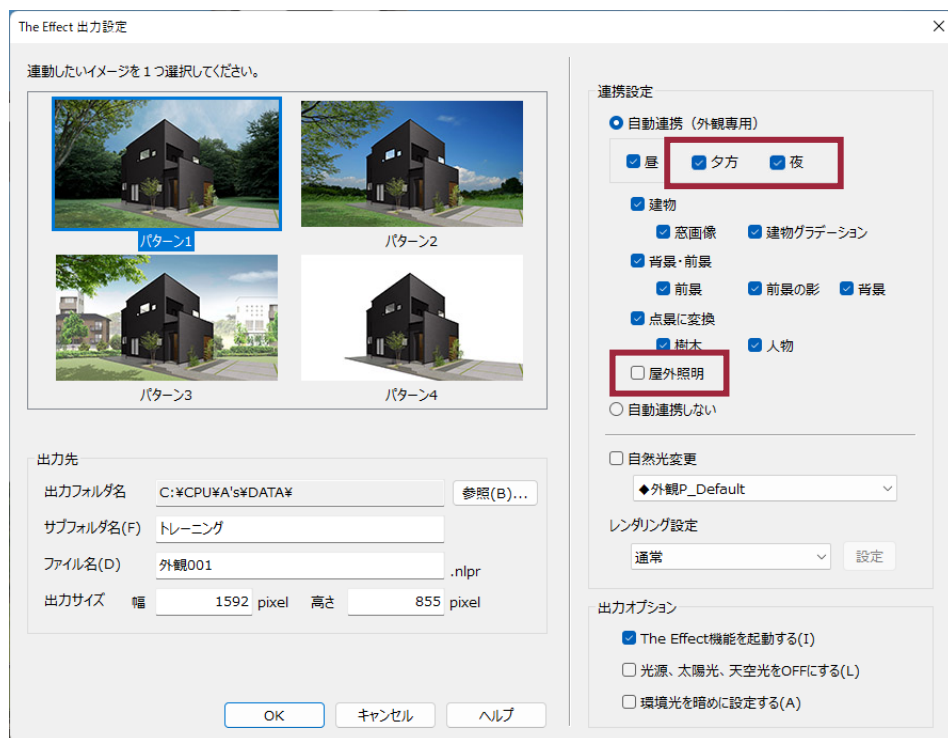 The Effect 出力設定
連動したいイメージを1つ選択してください。
パターン1
パターン2
パターン3
パターン4
出力先
出力フォルダ名 C:¥CPU¥A's¥DATA¥ 参照(B)...
サブフォルダ名(F) トレーニング
ファイル名(D) 外観001 .nlpr
出力サイズ 幅 1592 pixel 高さ 855 pixel
OK キャンセル ヘルプ
連携設定
自動連携（外観専用）
昼 夕方 夜
建物
窓画像 建物グラデーション
背景・前景
前景 前景の影 背景
点景に変換
樹木 人物
屋外照明
自動連携しない
自然光変更
◆外観P_Default
レンダリング設定
通常 設定
出力オプション
The Effect機能を起動する(I)
光源、太陽光、天空光をOFFにする(L)
環境光を暗めに設定する(A)